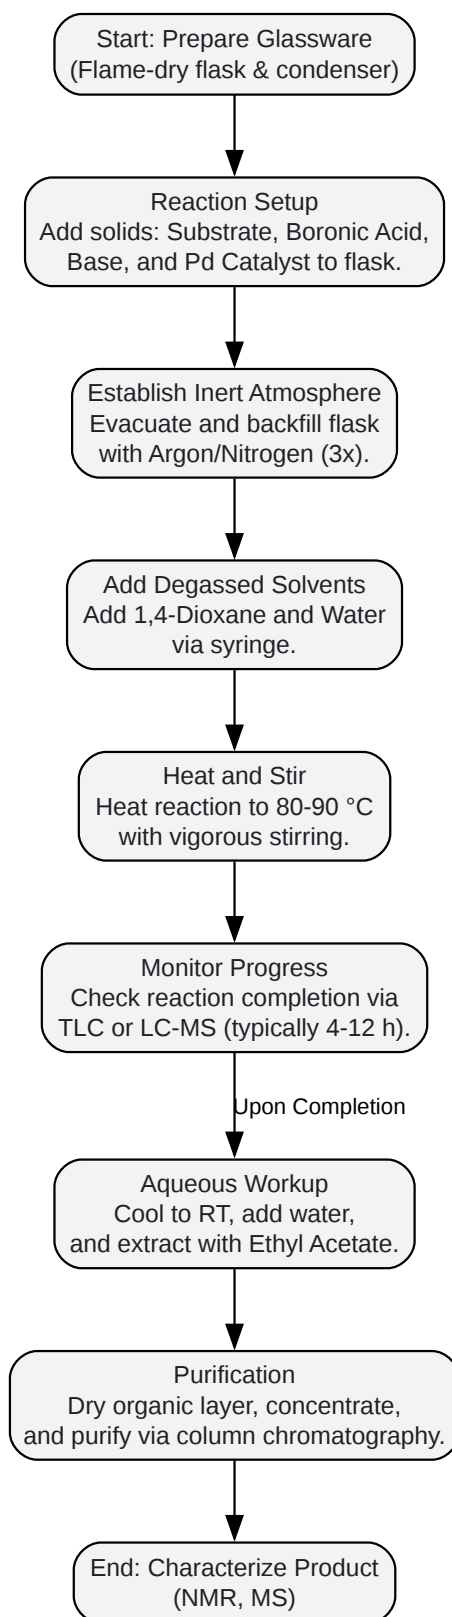 Start: Prepare Glassware
(Flame-dry flask & condenser)
Reaction Setup
Add solids: Substrate, Boronic Acid,
Base, and Pd Catalyst to flask.
Establish Inert Atmosphere
Evacuate and backfill flask
with Argon/Nitrogen (3x).
Add Degassed Solvents
Add 1,4-Dioxane and Water
via syringe.
Heat and Stir
Heat reaction to 80-90 °C
with vigorous stirring.
Monitor Progress
Check reaction completion via
TLC or LC-MS (typically 4-12 h).
Upon Completion
Aqueous Workup
Cool to RT, add water,
and extract with Ethyl Acetate.
Purification
Dry organic layer, concentrate,
and purify via column chromatography.
End: Characterize Product
(NMR, MS)